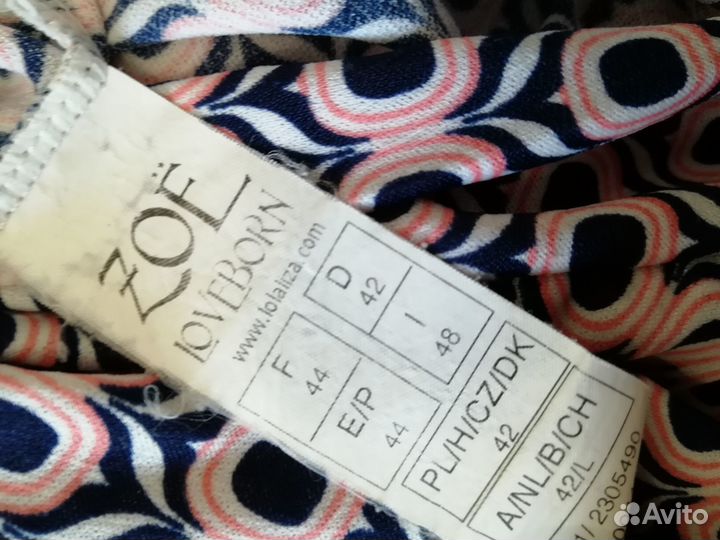 ZOË
LOVEBORN
www.lolaliza.com
F
44
D
42
E/P
44
I
48
PL/H/CZ/DK
42
A/NL/B/CH
42/L
/ 2305490
Avito